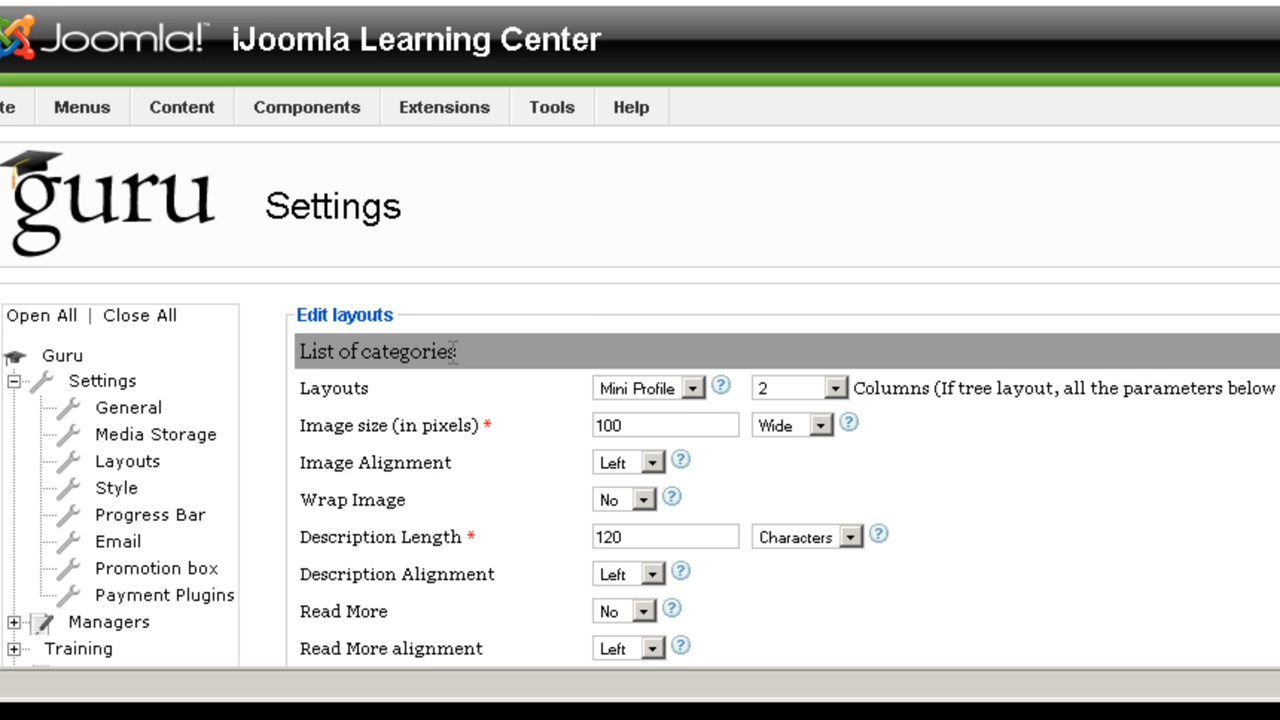 Joomla!™ iJoomla Learning Center
te Menus Content Components Extensions Tools Help
guru Settings
Open All | Close All
Guru
Settings
General
Media Storage
Layouts
Style
Progress Bar
Email
Promotion box
Payment Plugins
Managers
Training
Edit layouts
List of categories
Layouts Mini Profile 2 Columns (If tree layout, all the parameters below
Image size (in pixels) * 100 Wide
Image Alignment Left
Wrap Image No
Description Length * 120 Characters
Description Alignment Left
Read More No
Read More alignment Left